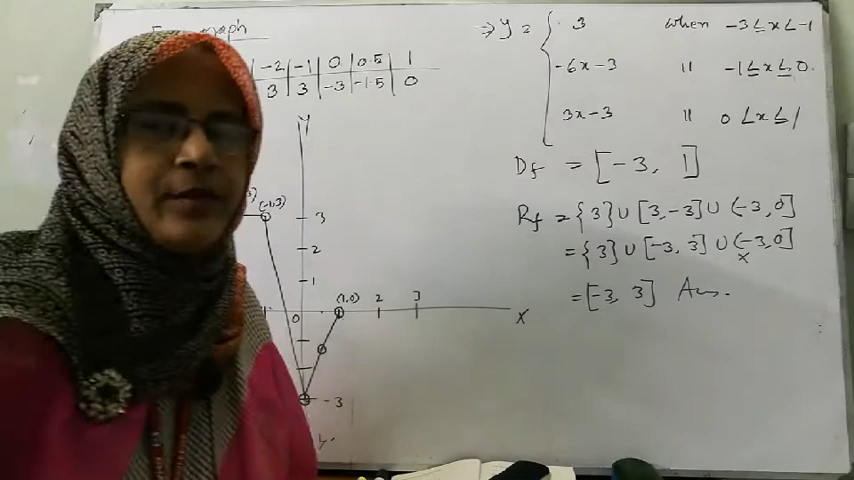 graph
-2 | -1 | 0 | 0.5 | 1
3 | 3 | -3 | -1.5 | 0
Y
(-1,3)
3
2
1
0
(1,0) 2 3
X
-3
⇒ y = { 3 when -3 ≤ x < -1
-6x-3 " -1 ≤ x ≤ 0
3x-3 " 0 < x ≤ 1
Df = [-3, 1]
Rf = {3} ∪ [3,-3] ∪ (-3,0]
= {3} ∪ [-3, 3] ∪ (-3,0]
x
= [-3, 3] Ans.